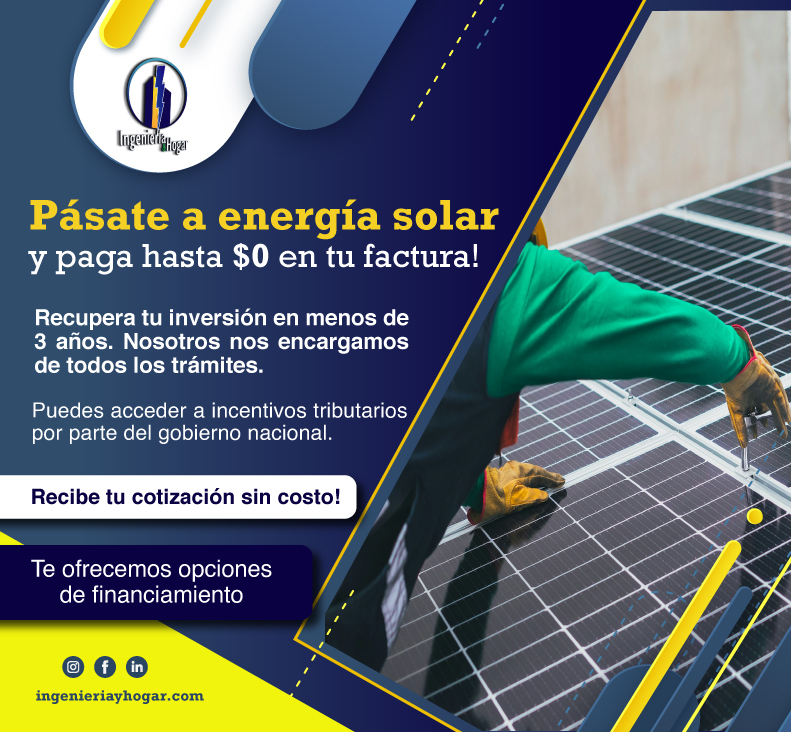 Ingeniería
Hogar
Pásate a energía solar
y paga hasta $0 en tu factura!
Recupera tu inversión en menos de
3 años. Nosotros nos encargamos
de todos los trámites.
Puedes acceder a incentivos tributarios
por parte del gobierno nacional.
Recibe tu cotización sin costo!
Te ofrecemos opciones
de financiamiento
ingenieriayhogar.com